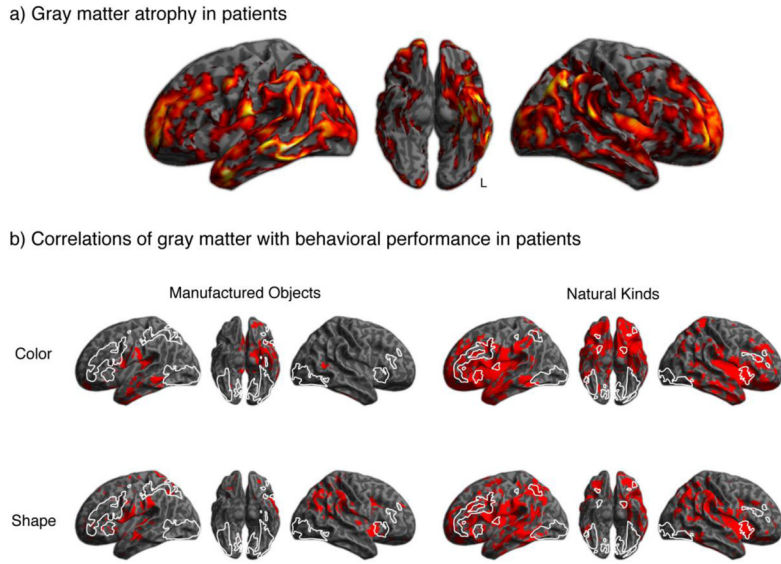 a) Gray matter atrophy in patients
L
b) Correlations of gray matter with behavioral performance in patients
Manufactured Objects
Natural Kinds
Color
Shape